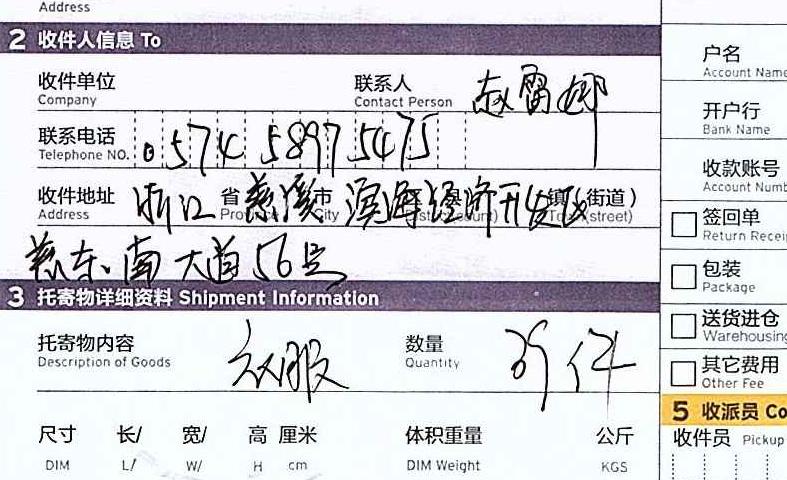 Address
2 收件人信息 To
户名
Account Name
收件单位 联系人 赵雷娜
Company Contact Person
开户行
Bank Name
联系电话 0574 5897 5475
Telephone NO.
收款账号
Account Numb
收件地址 浙江 省 慈溪 市 滨海经济开发区 镇(街道)
Address Province City District(county) Town(street)
签回单
Return Recei
慈东南大道56号
包装
Package
3 托寄物详细资料 Shipment Information
送货进仓
Warehousing
托寄物内容 衣服 数量 39件
Description of Goods Quantity
其它费用
Other Fee
5 收派员 Co
尺寸 长/ 宽/ 高 厘米 体积重量 公斤
DIM L/ W/ H cm DIM Weight KGS
收件员 Pickup